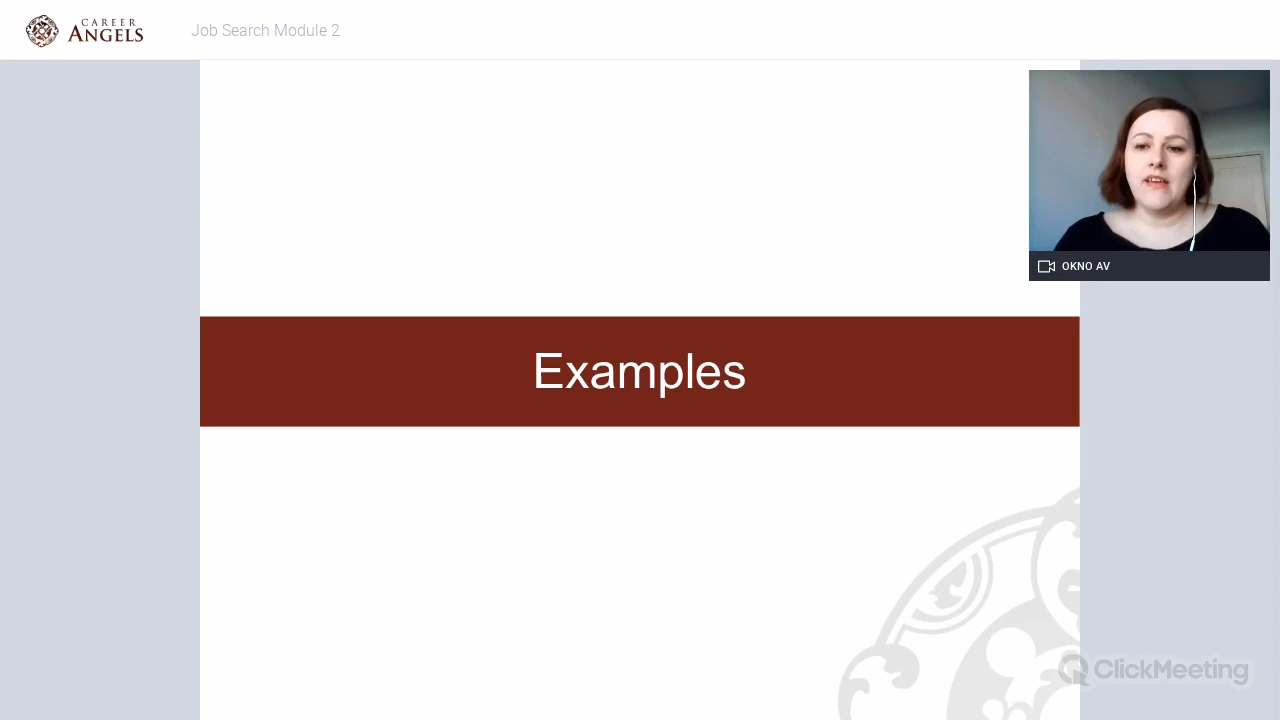 CAREER
ANGELS
Job Search Module 2
OKNO AV
Examples
ClickMeeting